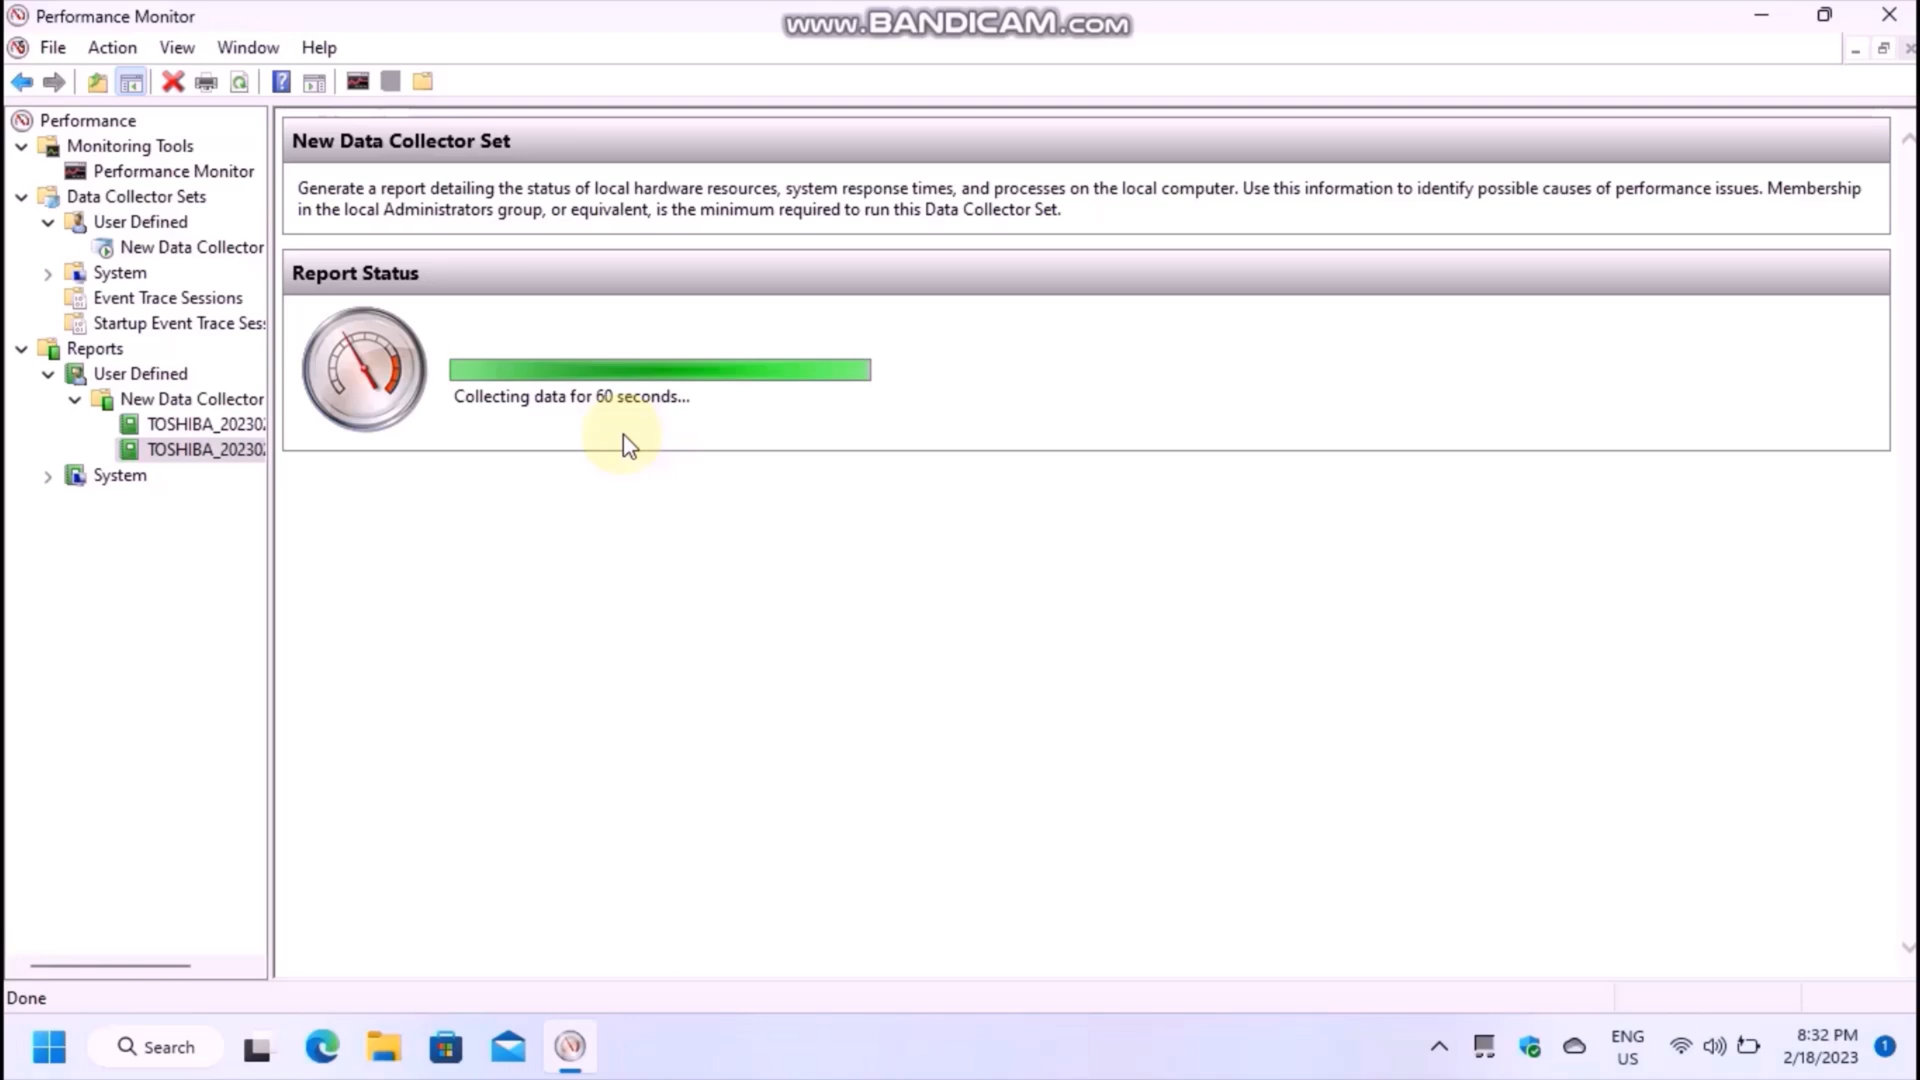 Performance Monitor
www.BANDICAM.com
File Action View Window Help
Performance
Monitoring Tools
Performance Monitor
Data Collector Sets
User Defined
New Data Collector
System
Event Trace Sessions
Startup Event Trace Ses
Reports
User Defined
New Data Collector
TOSHIBA_20230
TOSHIBA_20230
System
New Data Collector Set
Generate a report detailing the status of local hardware resources, system response times, and processes on the local computer. Use this information to identify possible causes of performance issues. Membership
in the local Administrators group, or equivalent, is the minimum required to run this Data Collector Set.
Report Status
Collecting data for 60 seconds...
Done
Search
ENG
US
8:32 PM
2/18/2023
1